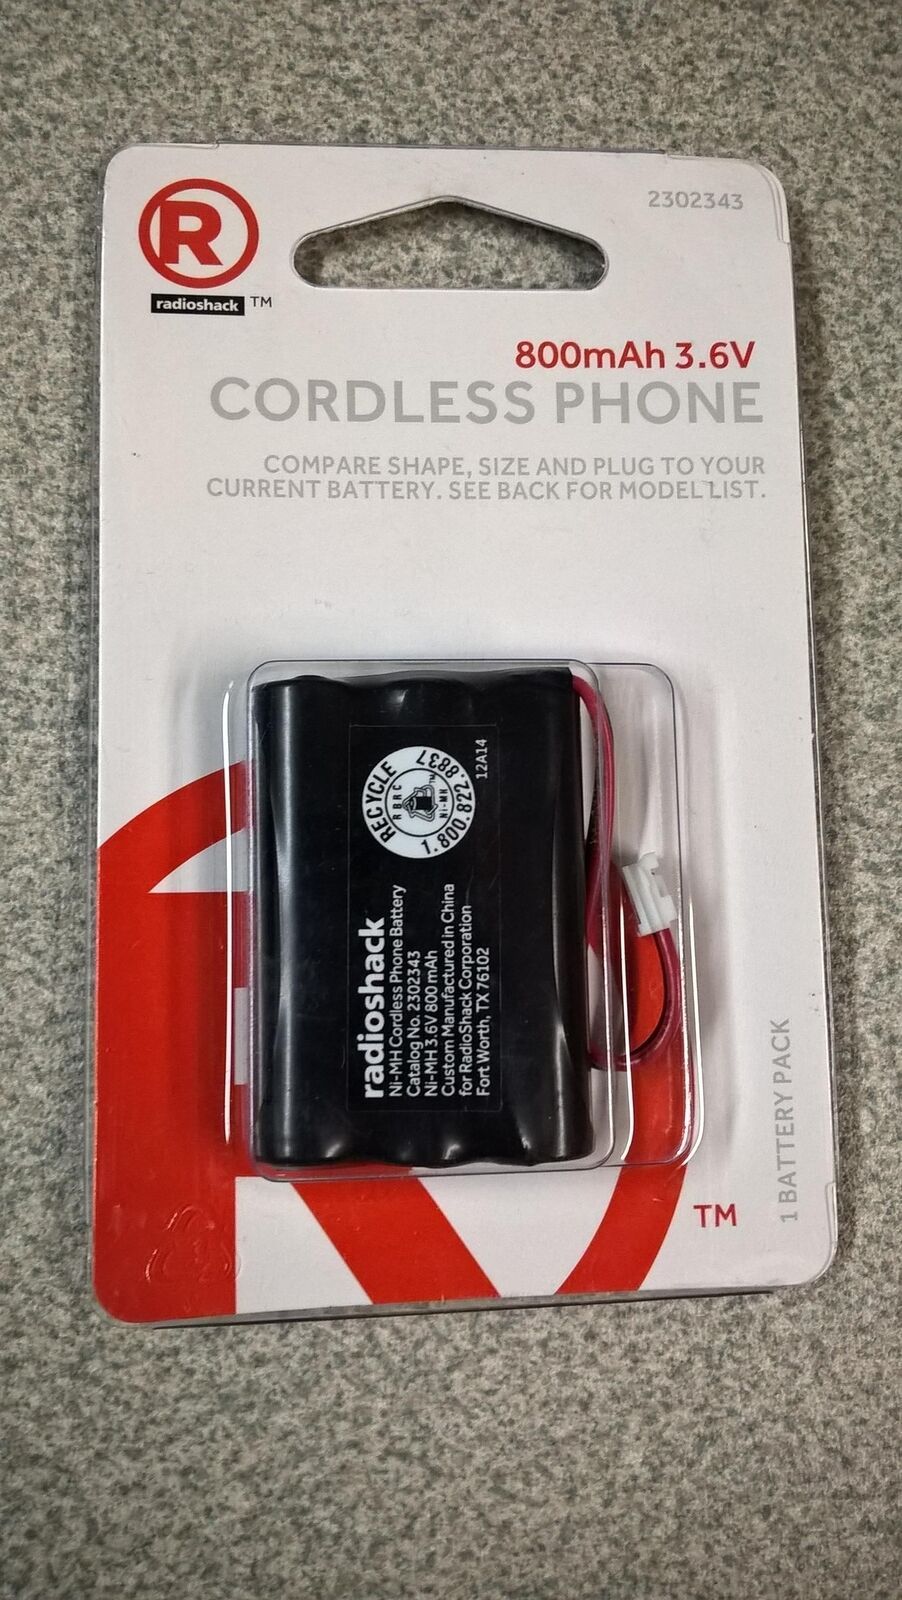 R
radioshack TM
2302343
800mAh 3.6V
CORDLESS PHONE
COMPARE SHAPE, SIZE AND PLUG TO YOUR
CURRENT BATTERY. SEE BACK FOR MODEL LIST.
RECYCLE
RBRC
Ni-MH
1.800.822.8837
12A14
radioshack
Ni-MH Cordless Phone Battery
Catalog No. 2302343
Ni-MH 3.6V 800 mAh
Custom Manufactured in China
for RadioShack Corporation
Fort Worth, TX 76102
1 BATTERY PACK
TM